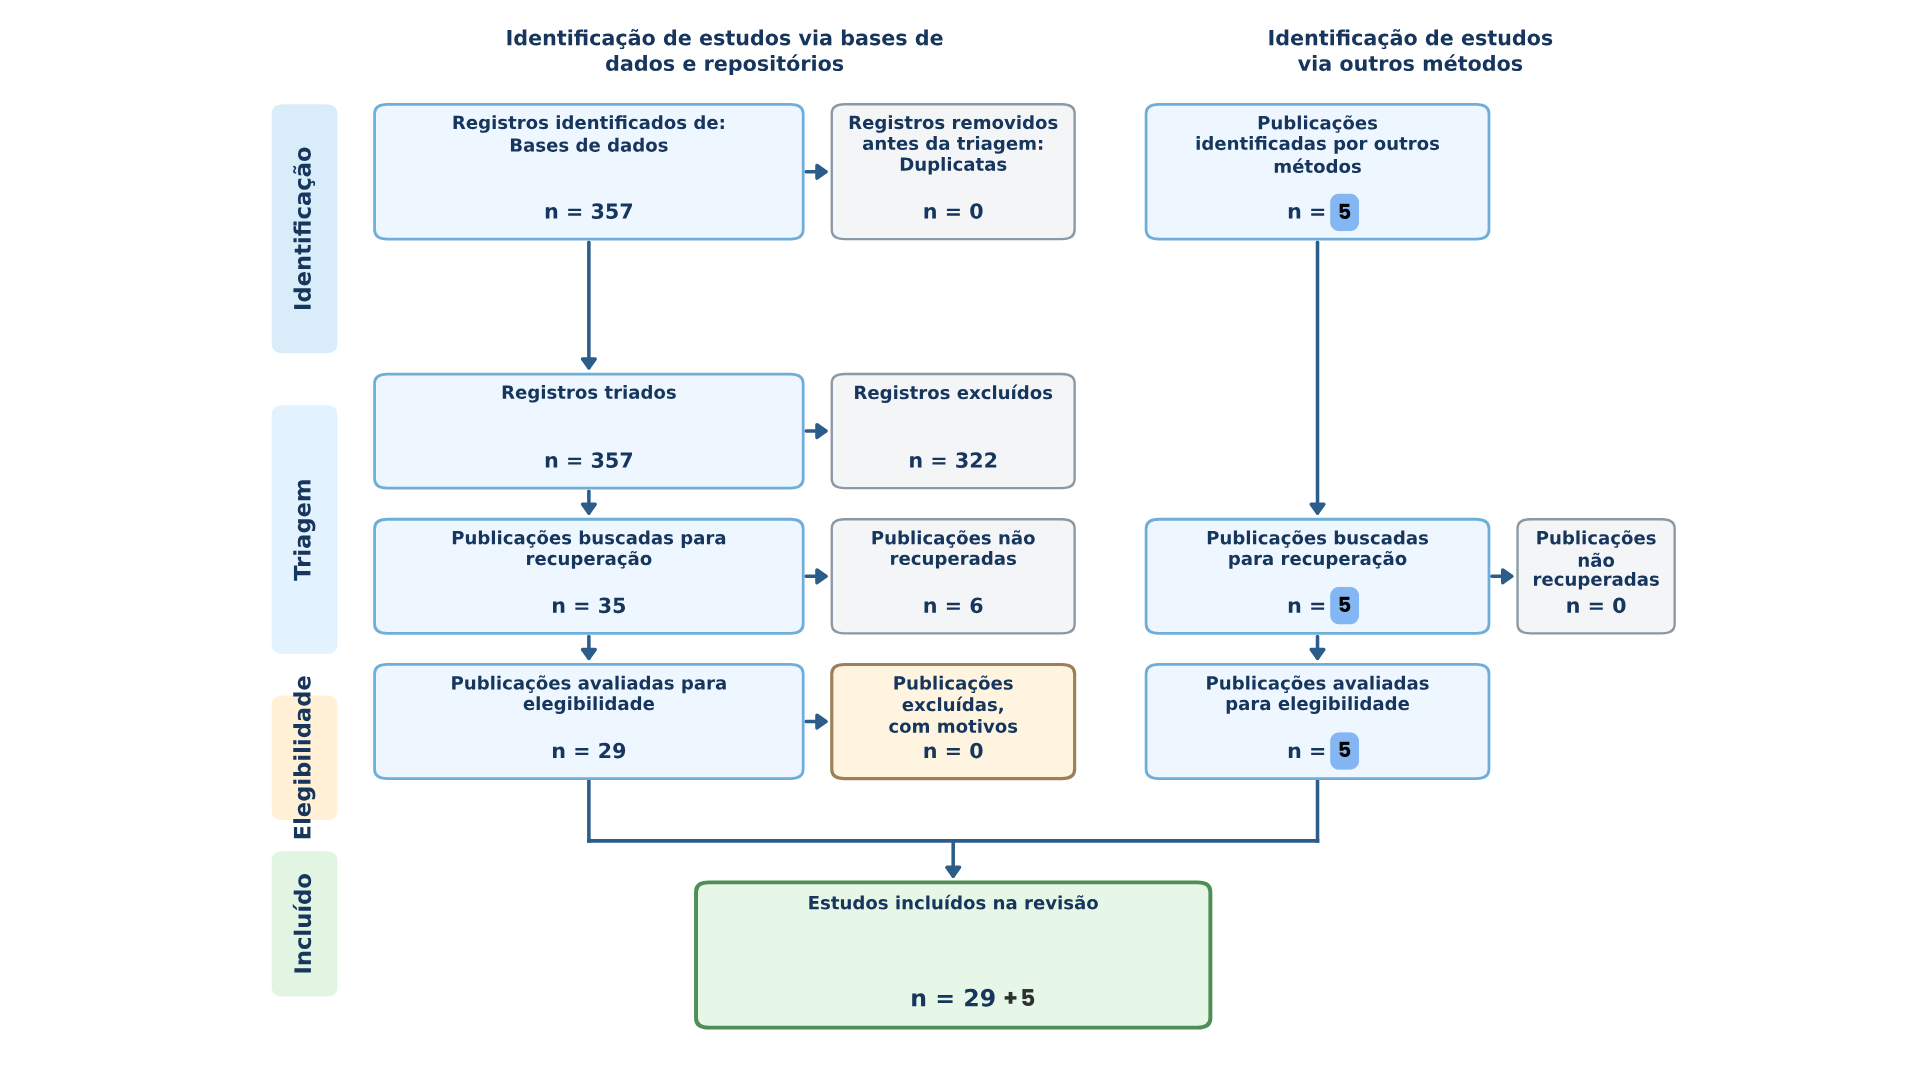 Identificação de estudos via bases de
dados e repositórios
Identificação de estudos
via outros métodos
Identificação
Registros identificados de:
Bases de dados
n = 357
Registros removidos
antes da triagem:
Duplicatas
n = 0
Publicações
identificadas por outros
métodos
n = 5
Triagem
Registros triados
n = 357
Registros excluídos
n = 322
Publicações buscadas para
recuperação
n = 35
Publicações não
recuperadas
n = 6
Publicações buscadas
para recuperação
n = 5
Publicações
não
recuperadas
n = 0
Elegibilidade
Publicações avaliadas para
elegibilidade
n = 29
Publicações
excluídas,
com motivos
n = 0
Publicações avaliadas
para elegibilidade
n = 5
Incluído
Estudos incluídos na revisão
n = 29 +5